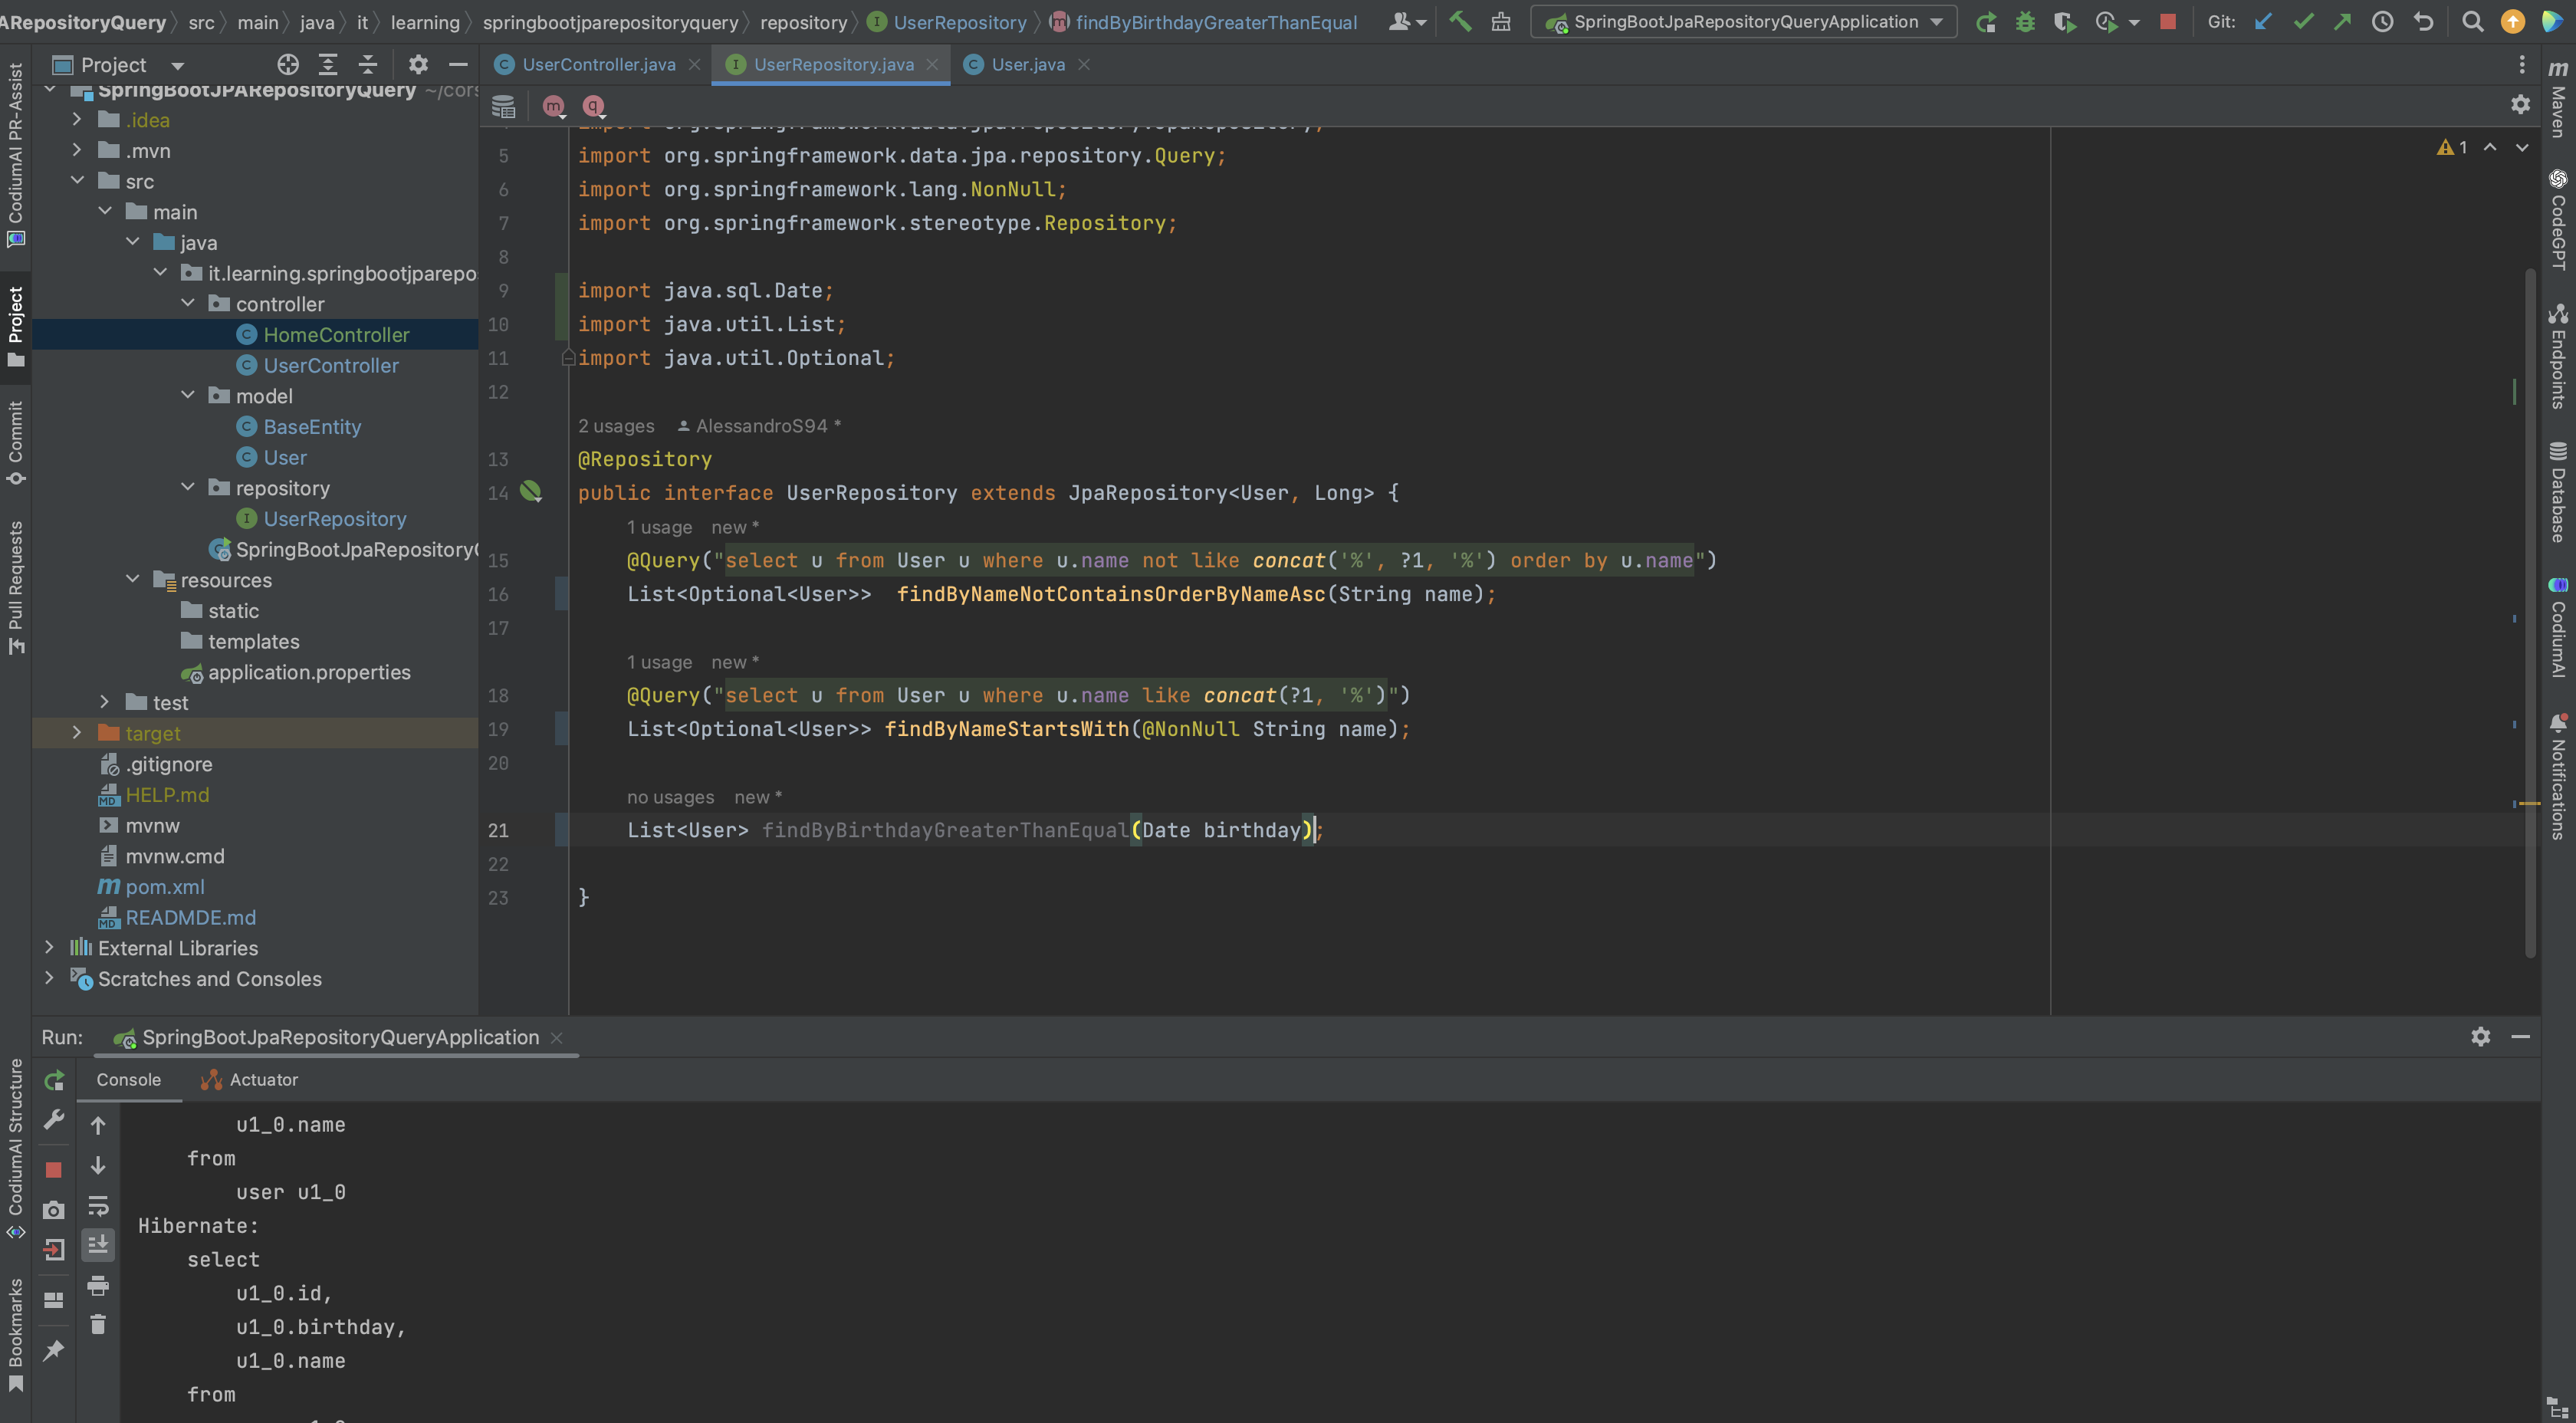 ARepositoryQuery src main java it learning springbootjparepositoryquery repository UserRepository findByBirthdayGreaterThanEqual SpringBootJpaRepositoryQueryApplication Git:
Project
UserController.java UserRepository.java User.java
SpringBootJPARepositoryQuery
.idea
.mvn
src
main
java
it.learning.springbootjparepo
controller
HomeController
UserController
model
BaseEntity
User
repository
UserRepository
SpringBootJpaRepository
resources
static
templates
application.properties
test
target
.gitignore
HELP.md
mvnw
mvnw.cmd
pom.xml
READMDE.md
External Libraries
Scratches and Consoles
5 import org.springframework.data.jpa.repository.Query;
6 import org.springframework.lang.NonNull;
7 import org.springframework.stereotype.Repository;
8
9 import java.sql.Date;
10 import java.util.List;
11 import java.util.Optional;
12
2 usages AlessandroS94 *
13 @Repository
14 public interface UserRepository extends JpaRepository<User, Long> {
1 usage new *
15 @Query("select u from User u where u.name not like concat('%', ?1, '%') order by u.name")
16 List<Optional<User>> findByNameNotContainsOrderByNameAsc(String name);
17
1 usage new *
18 @Query("select u from User u where u.name like concat(?1, '%')")
19 List<Optional<User>> findByNameStartsWith(@NonNull String name);
20
no usages new *
21 List<User> findByBirthdayGreaterThanEqual(Date birthday);
22
23 }
1
CodiumAI PR-Assist
Project
Commit
Pull Requests
CodiumAI Structure
Bookmarks
Maven
CodeGPT
Endpoints
Database
CodiumAI
Notifications
Run: SpringBootJpaRepositoryQueryApplication
Console Actuator
u1_0.name
from
user u1_0
Hibernate:
select
u1_0.id,
u1_0.birthday,
u1_0.name
from